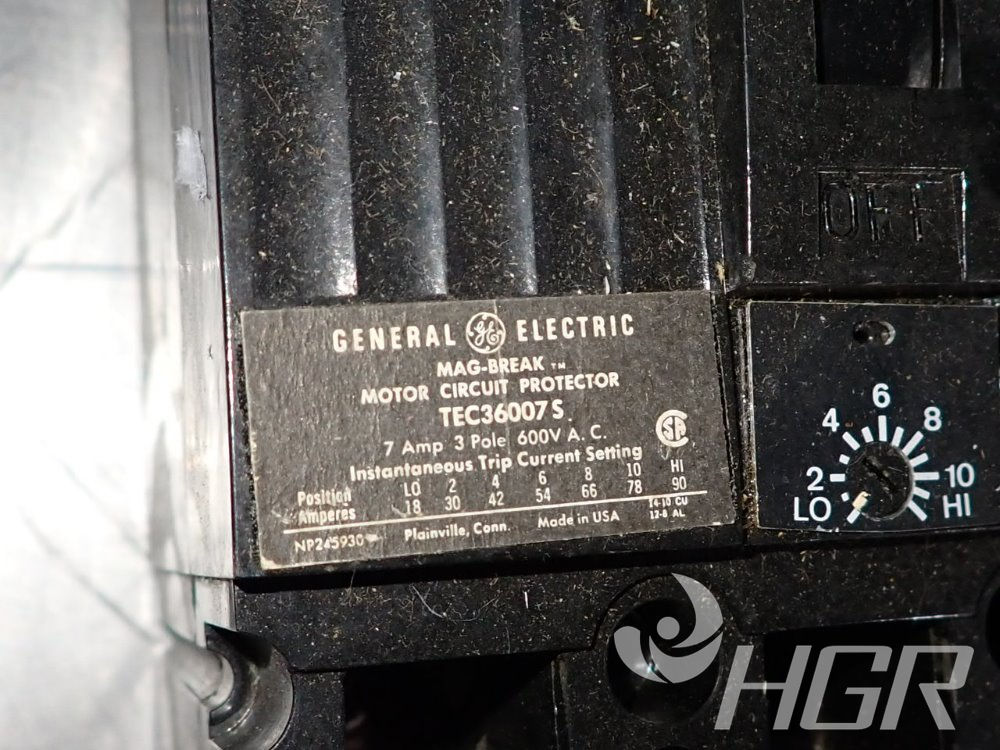 OFF
GENERAL GE ELECTRIC
MAG-BREAK ™
MOTOR CIRCUIT PROTECTOR
TEC36007S
7 Amp 3 Pole 600V A.C.
SA
Instantaneous Trip Current Setting
Position LO 2 4 6 8 10 HI
Amperes 18 30 42 54 66 78 90
NP245930 Plainville, Conn. Made in USA
14-10 CU
12-8 AL
LO 2 4 6 8 10 HI
HGR